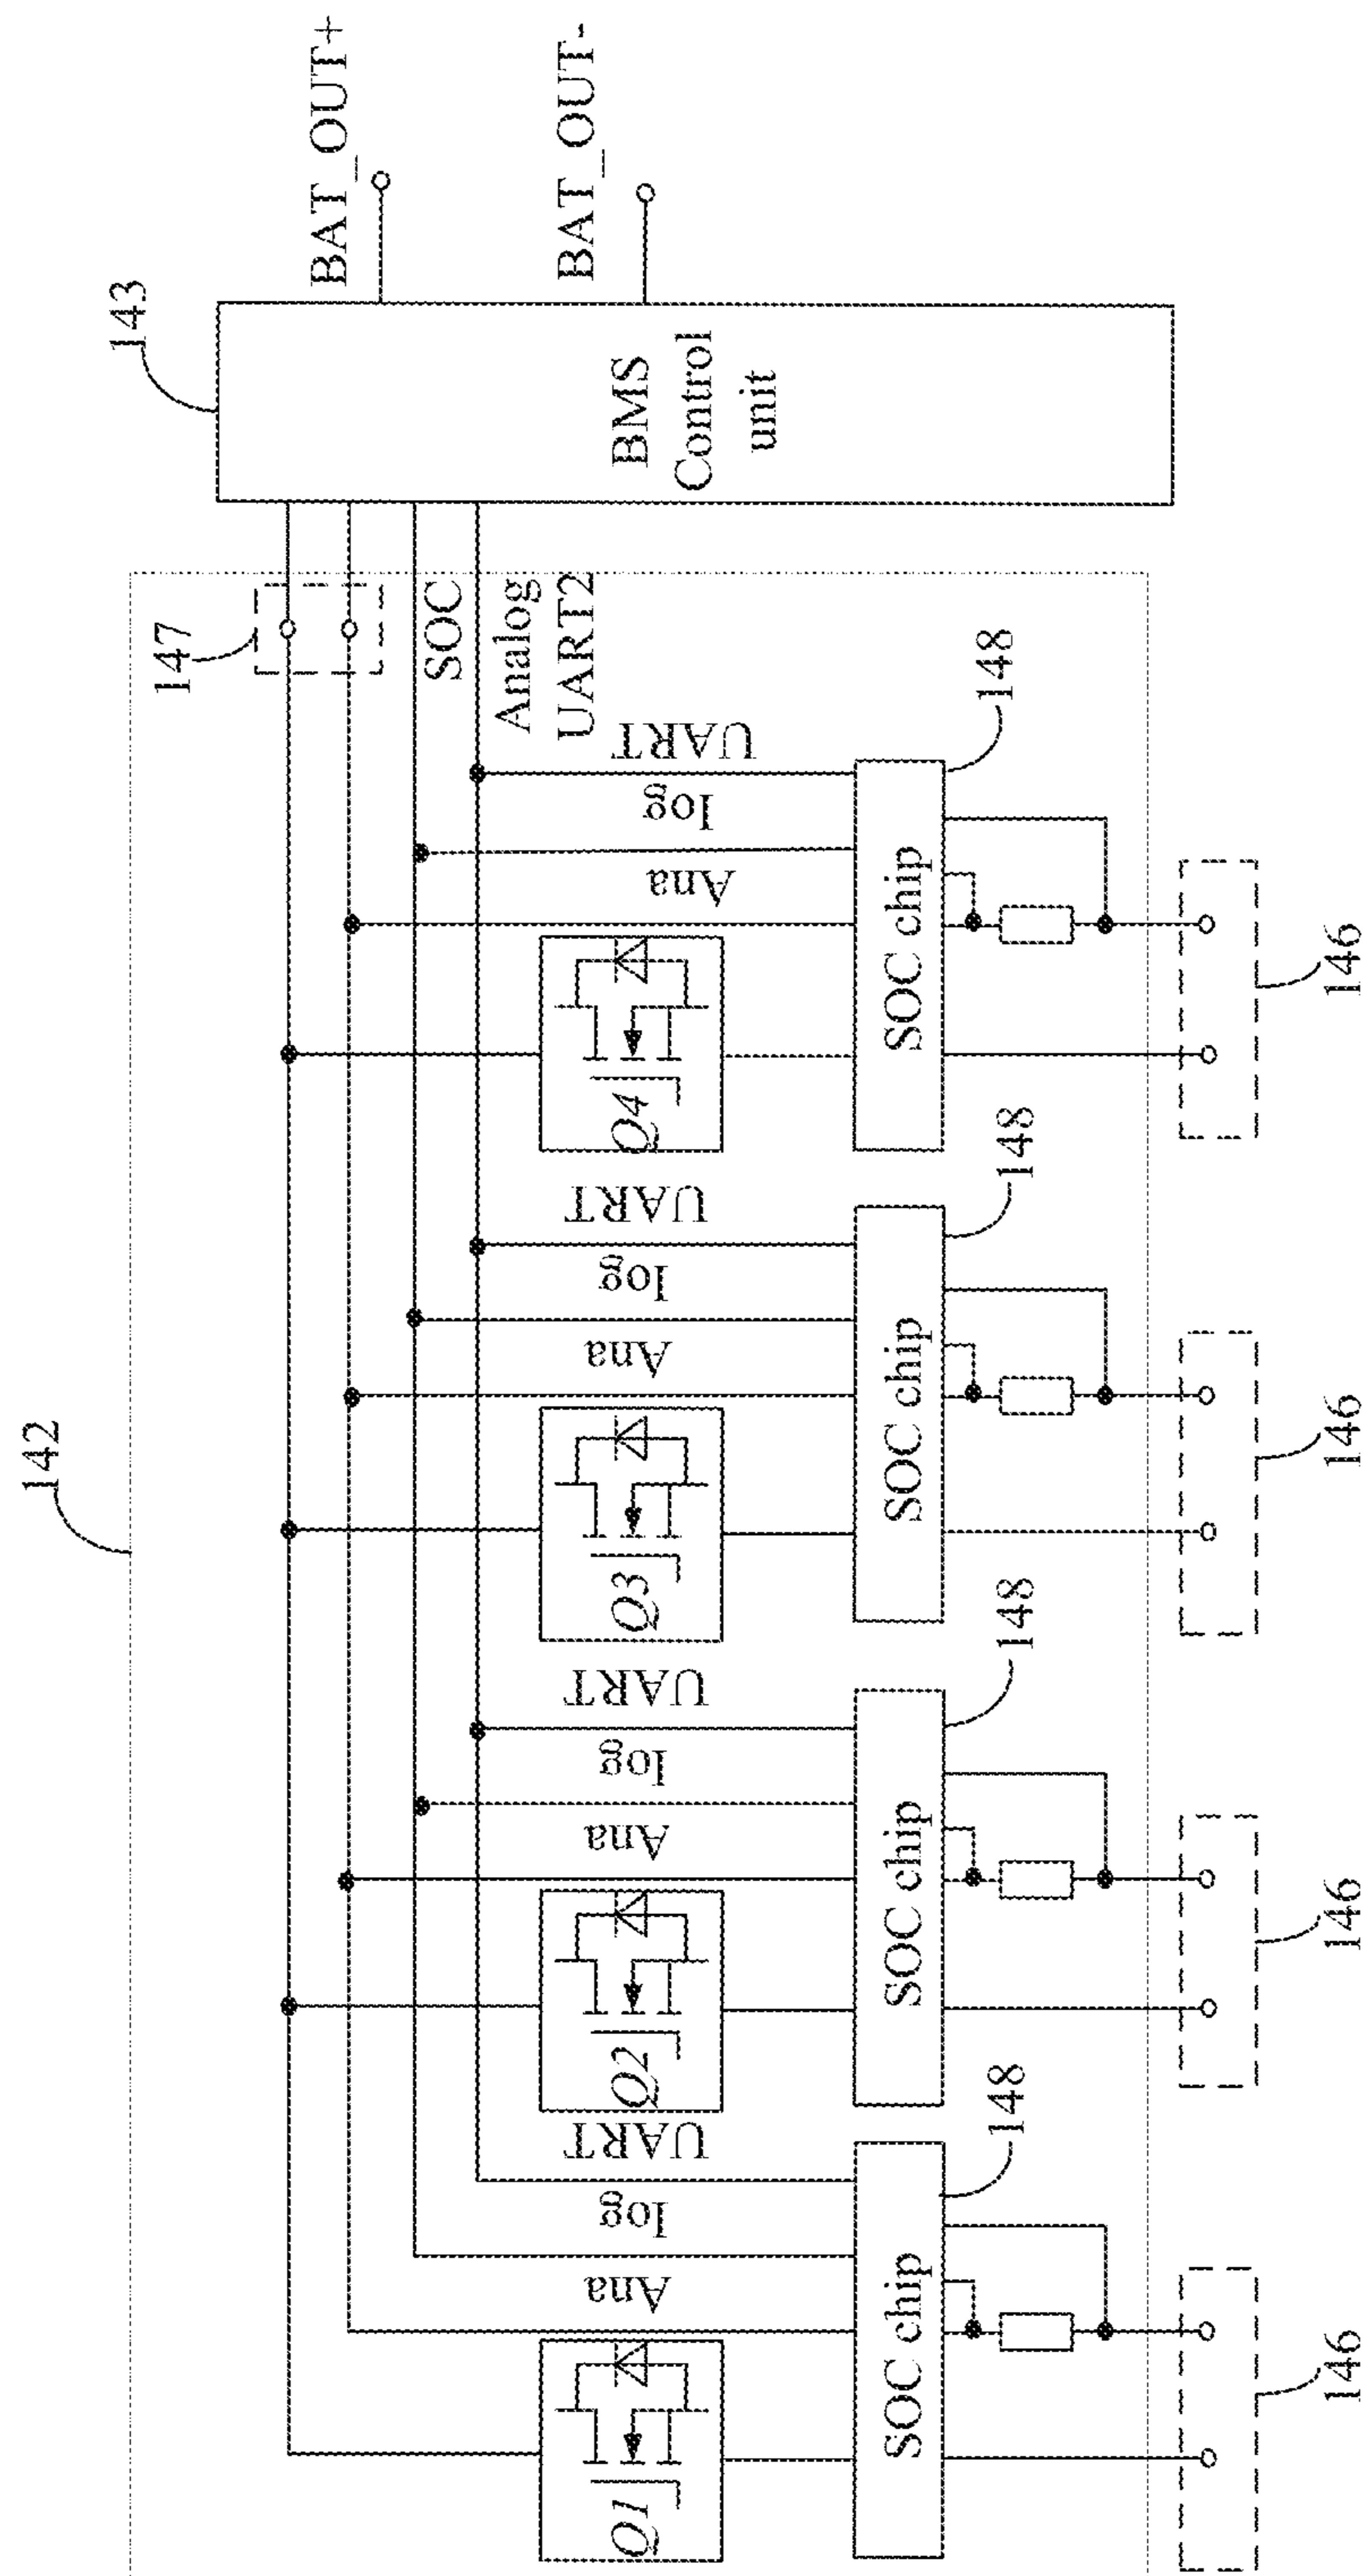 142
143
BAT_OUT+
BAT_OUT-
BMS
Control
unit
147
SOC
Analog
UART2
UART
log
Ana
Q4
SOC chip
148
146
UART
log
Ana
Q3
SOC chip
148
146
UART
log
Ana
Q2
SOC chip
148
146
UART
log
Ana
Q1
SOC chip
148
146